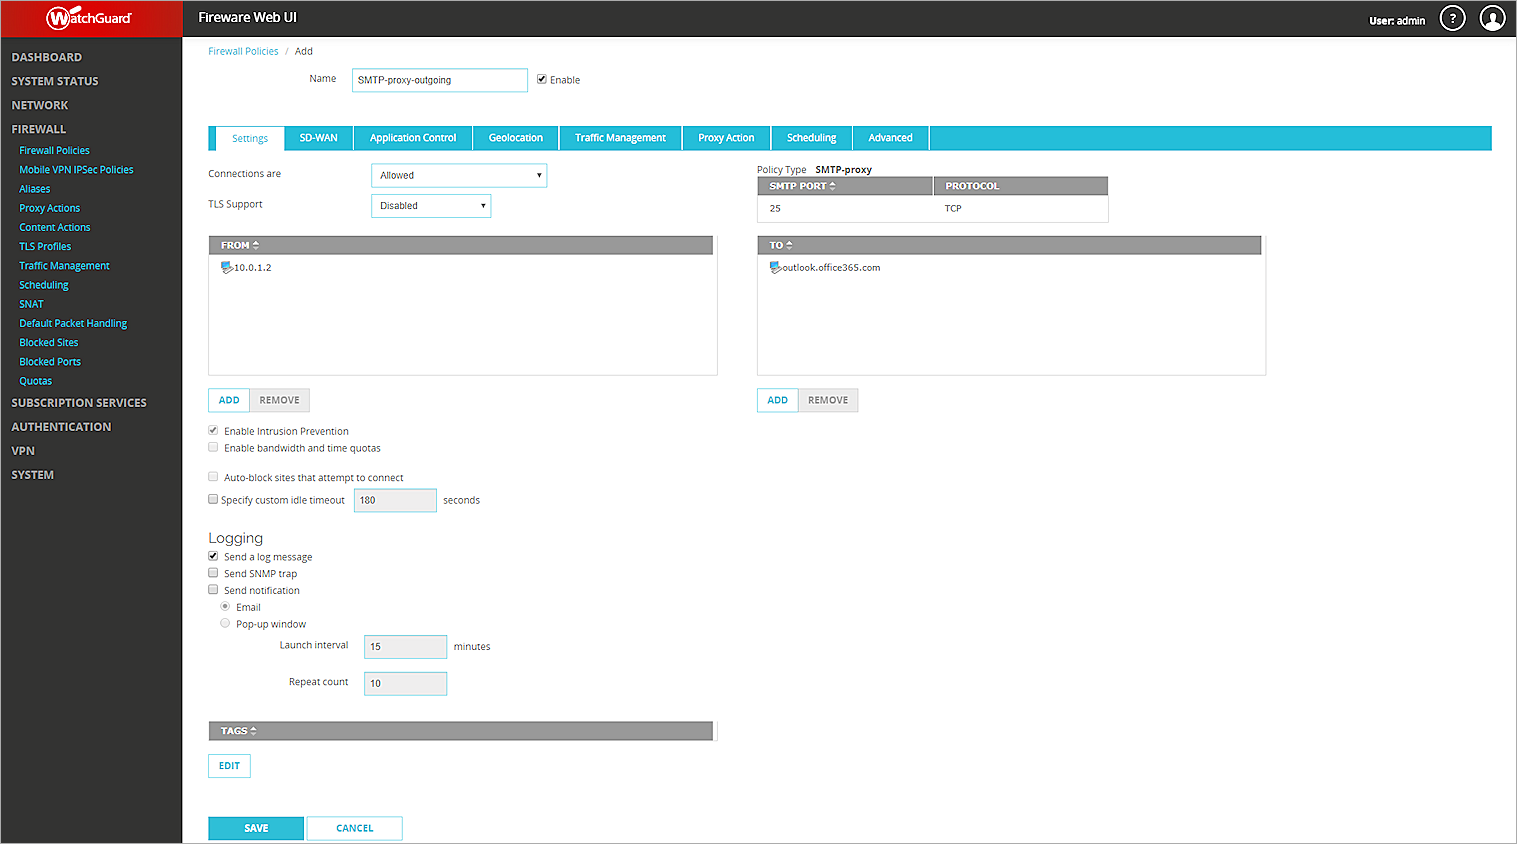 WatchGuard
Fireware Web UI
User: admin
?
DASHBOARD
SYSTEM STATUS
NETWORK
FIREWALL
Firewall Policies
Mobile VPN IPSec Policies
Aliases
Proxy Actions
Content Actions
TLS Profiles
Traffic Management
Scheduling
SNAT
Default Packet Handling
Blocked Sites
Blocked Ports
Quotas
SUBSCRIPTION SERVICES
AUTHENTICATION
VPN
SYSTEM
Firewall Policies / Add
Name SMTP-proxy-outgoing Enable
Settings SD-WAN Application Control Geolocation Traffic Management Proxy Action Scheduling Advanced
Connections are Allowed
TLS Support Disabled
Policy Type SMTP-proxy
SMTP PORT PROTOCOL
25 TCP
FROM
10.0.1.2
ADD REMOVE
TO
outlook.office365.com
ADD REMOVE
Enable Intrusion Prevention
Enable bandwidth and time quotas
Auto-block sites that attempt to connect
Specify custom idle timeout 180 seconds
Logging
Send a log message
Send SNMP trap
Send notification
Email
Pop-up window
Launch interval 15 minutes
Repeat count 10
TAGS
EDIT
SAVE CANCEL